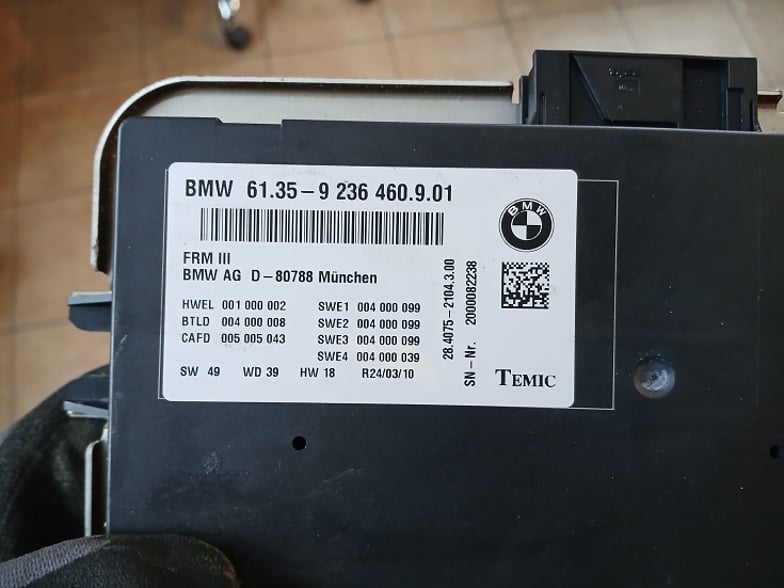 BMW 61.35-9 236 460.9.01
BMW
FRM III
BMW AG D-80788 München
HWEL 001 000 002
BTLD 004 000 008
CAFD 005 005 043
SWE1 004 000 099
SWE2 004 000 099
SWE3 004 000 099
SWE4 004 000 039
SW 49 WD 39 HW 18 R24/03/10
28.4075-2104.3.00
SN-Nr. 2000082238
TEMIC